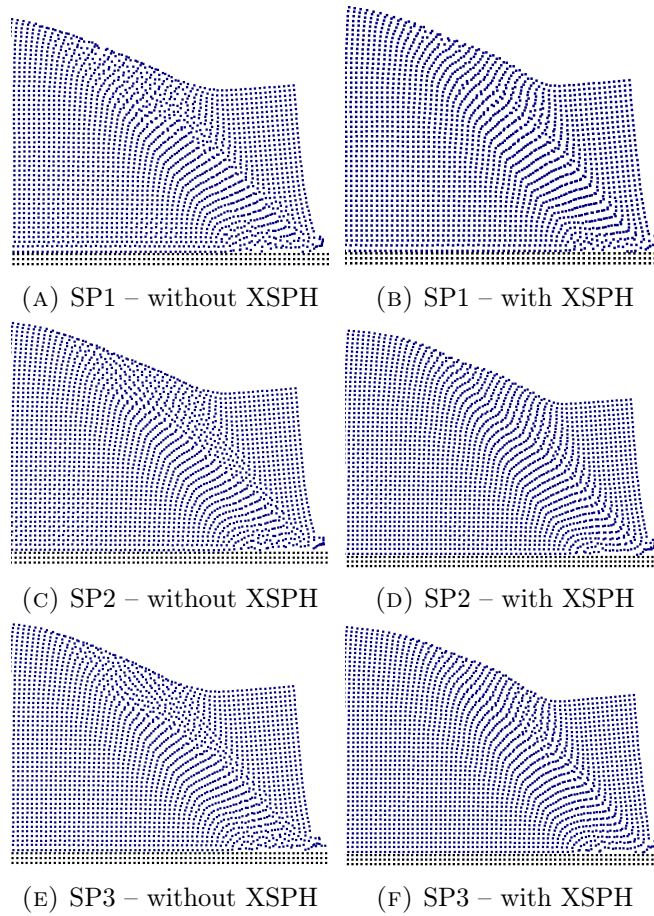 (A) SP1 – without XSPH
(B) SP1 – with XSPH
(C) SP2 – without XSPH
(D) SP2 – with XSPH
(E) SP3 – without XSPH
(F) SP3 – with XSPH